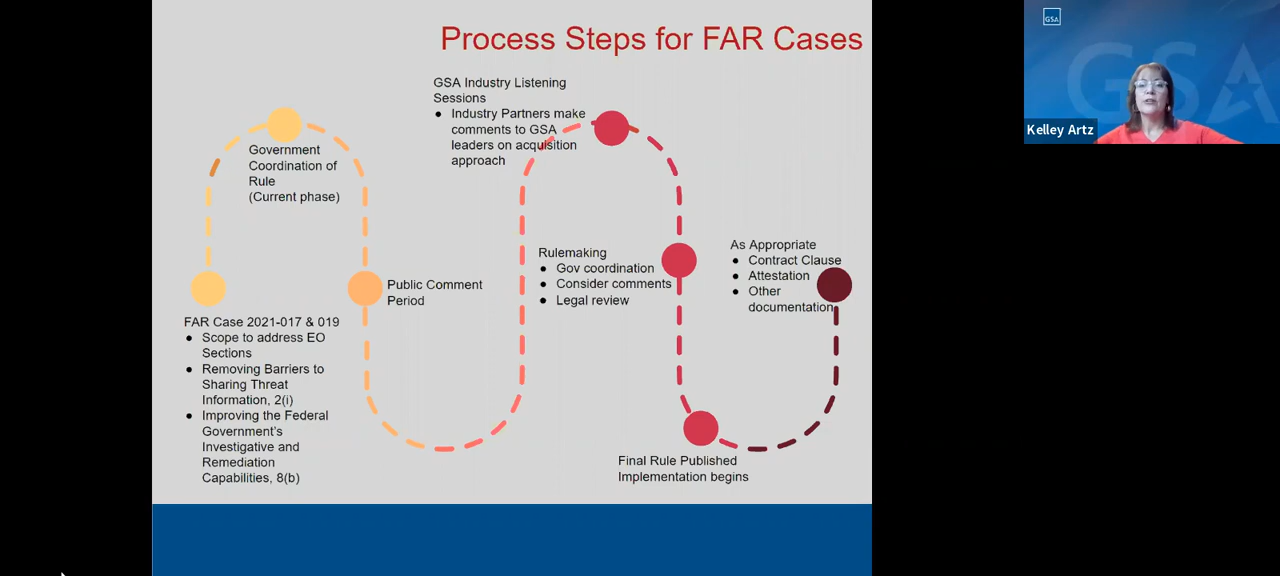 Process Steps for FAR Cases
GSA Industry Listening
Sessions
● Industry Partners make
comments to GSA
leaders on acquisition
approach
Government
Coordination of
Rule
(Current phase)
Public Comment
Period
Rulemaking
● Gov coordination
● Consider comments
● Legal review
As Appropriate
● Contract Clause
● Attestation
● Other
documentation
FAR Case 2021-017 & 019
● Scope to address EO
Sections
● Removing Barriers to
Sharing Threat
Information, 2(i)
● Improving the Federal
Government's
Investigative and
Remediation
Capabilities, 8(b)
Final Rule Published
Implementation begins
GSA
GSA
Kelley Artz